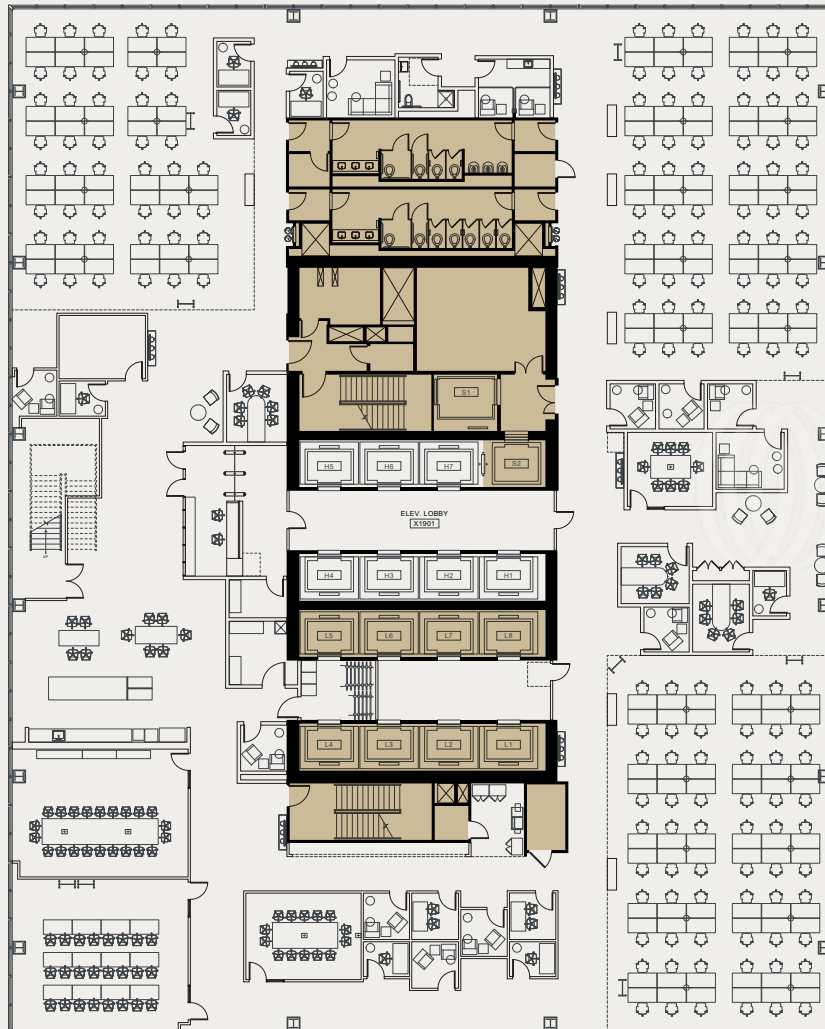 S1
H5 H6 H7 S2
ELEV. LOBBY
X1901
H4 H3 H2 H1
L5 L6 L7 L8
L4 L3 L2 L1